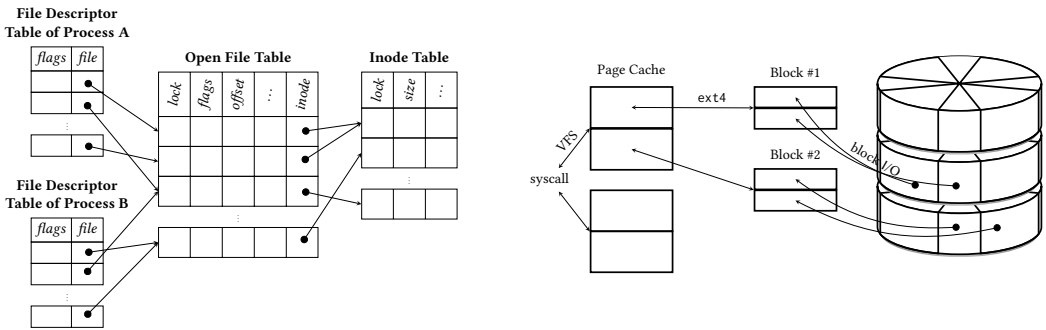 File Descriptor
Table of Process A
flags file
⋮
Open File Table
lock flags offset ... inode
⋮
Inode Table
lock size ...
⋮
File Descriptor
Table of Process B
flags file
⋮
Page Cache
ext4
VFS
syscall
Block #1
Block #2
block I/O